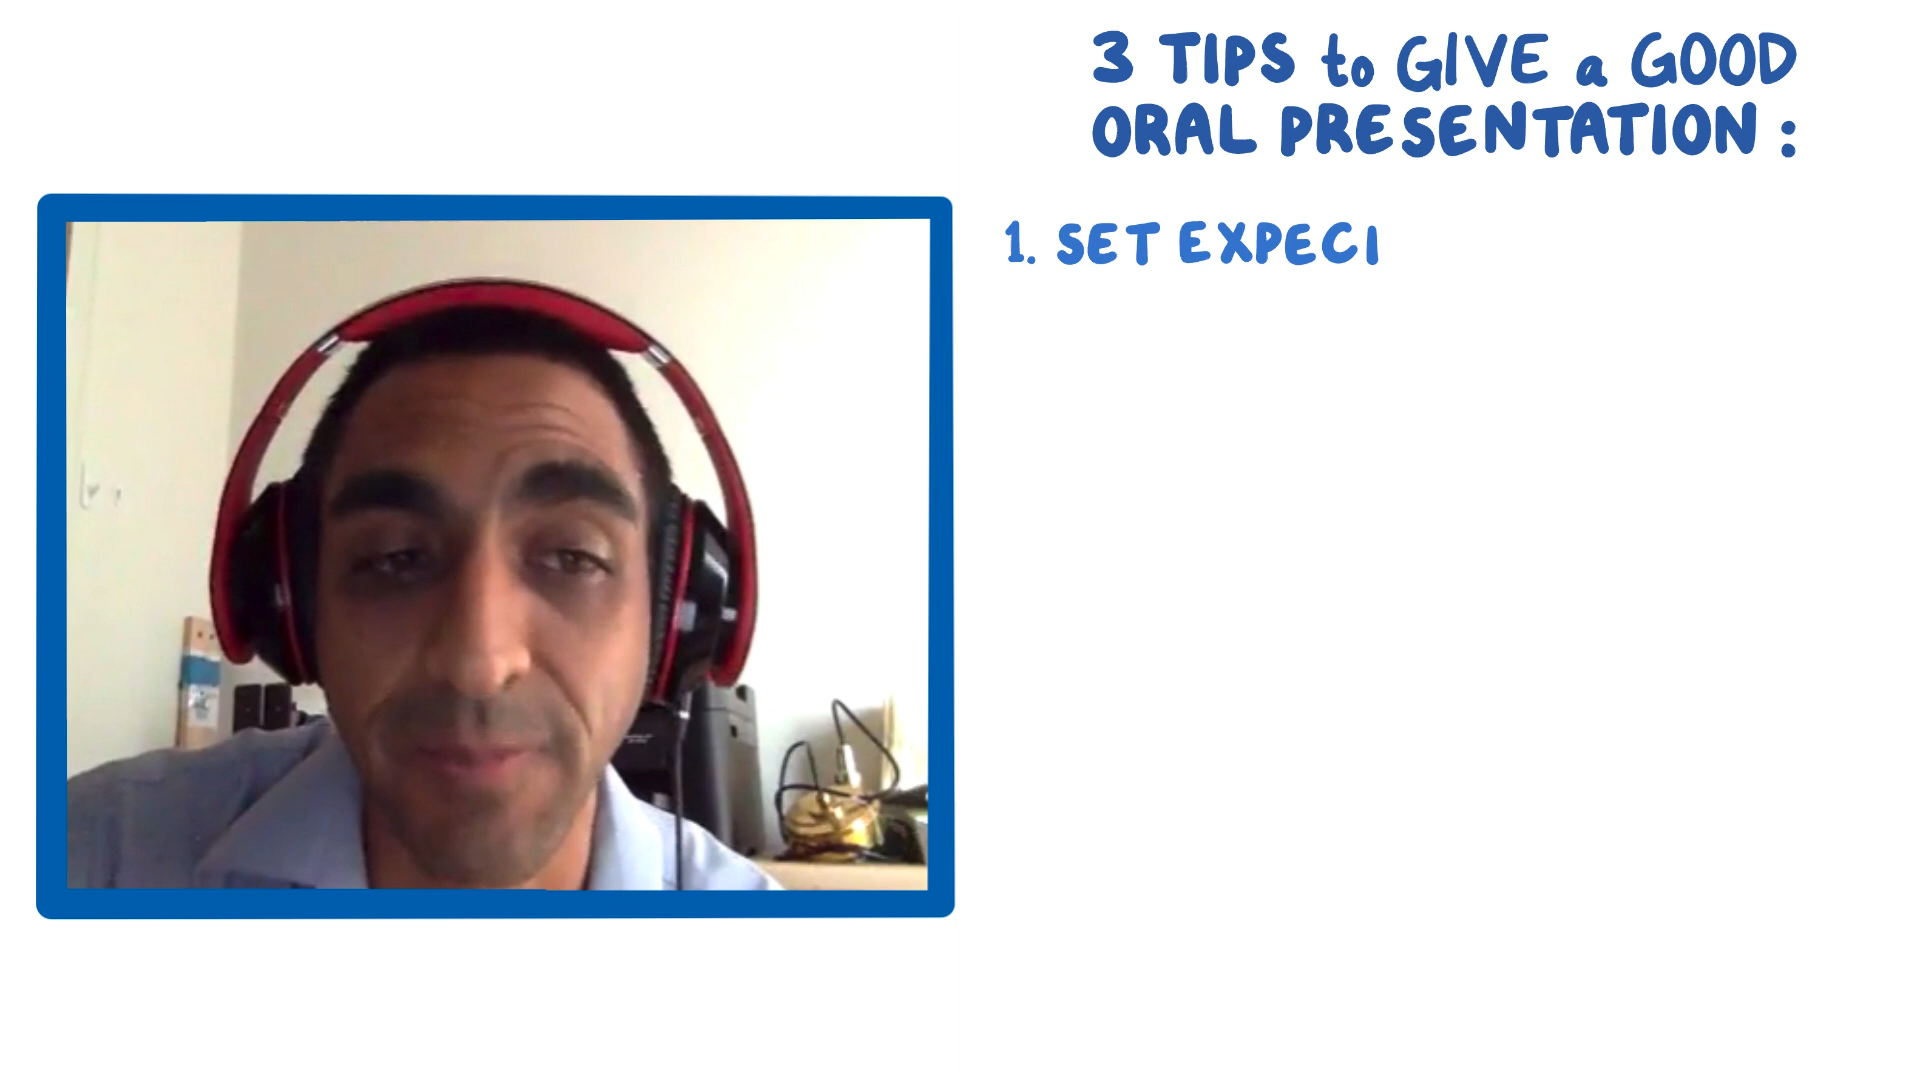 3 TIPS to GIVE a GOOD
ORAL PRESENTATION :
1. SET EXPECI